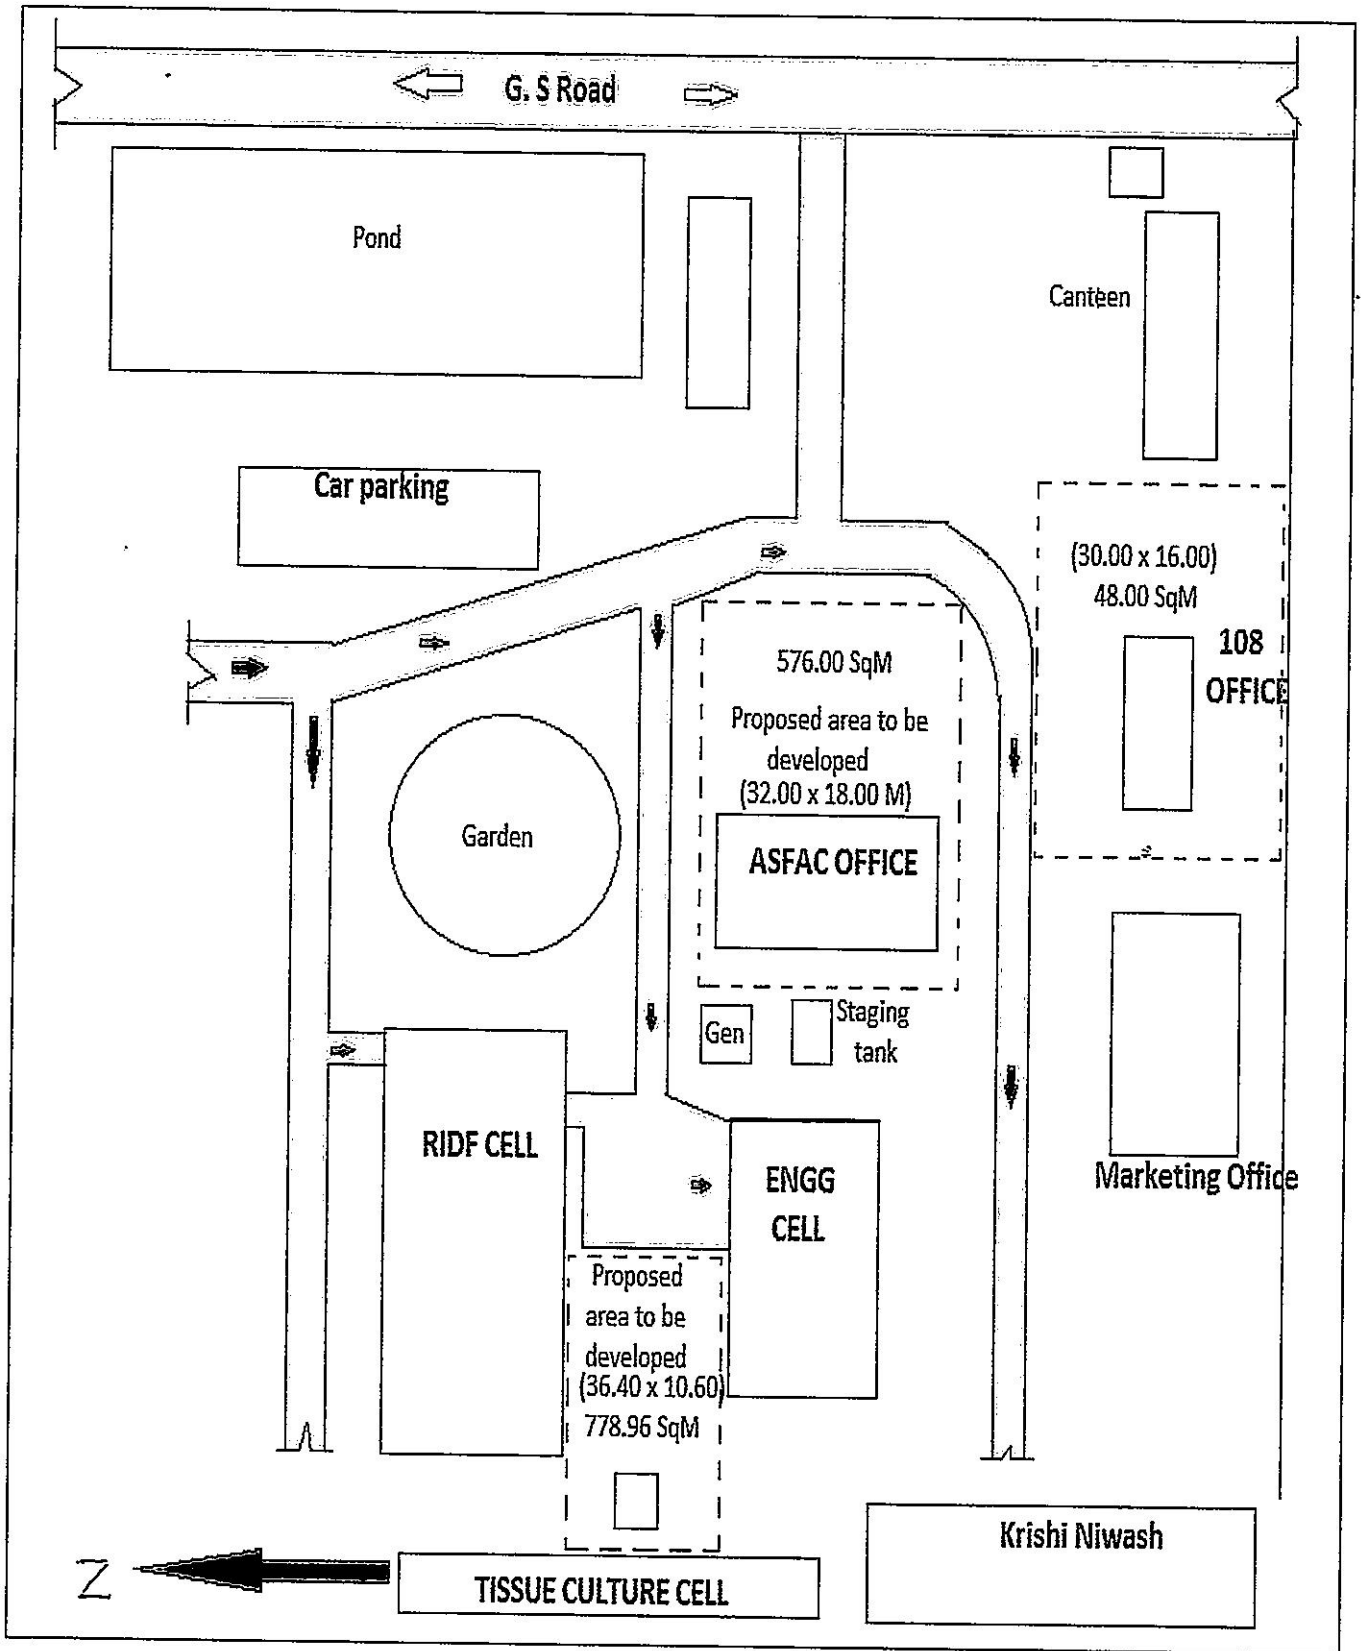 G. S Road
Pond
Canteen
Car parking
(30.00 x 16.00)
48.00 SqM
108
OFFICE
576.00 SqM
Proposed area to be
developed
(32.00 x 18.00 M)
ASFAC OFFICE
Garden
Gen
Staging
tank
RIDF CELL
ENGG
CELL
Marketing Office
Proposed
area to be
developed
(36.40 x 10.60)
778.96 SqM
Krishi Niwash
TISSUE CULTURE CELL
N